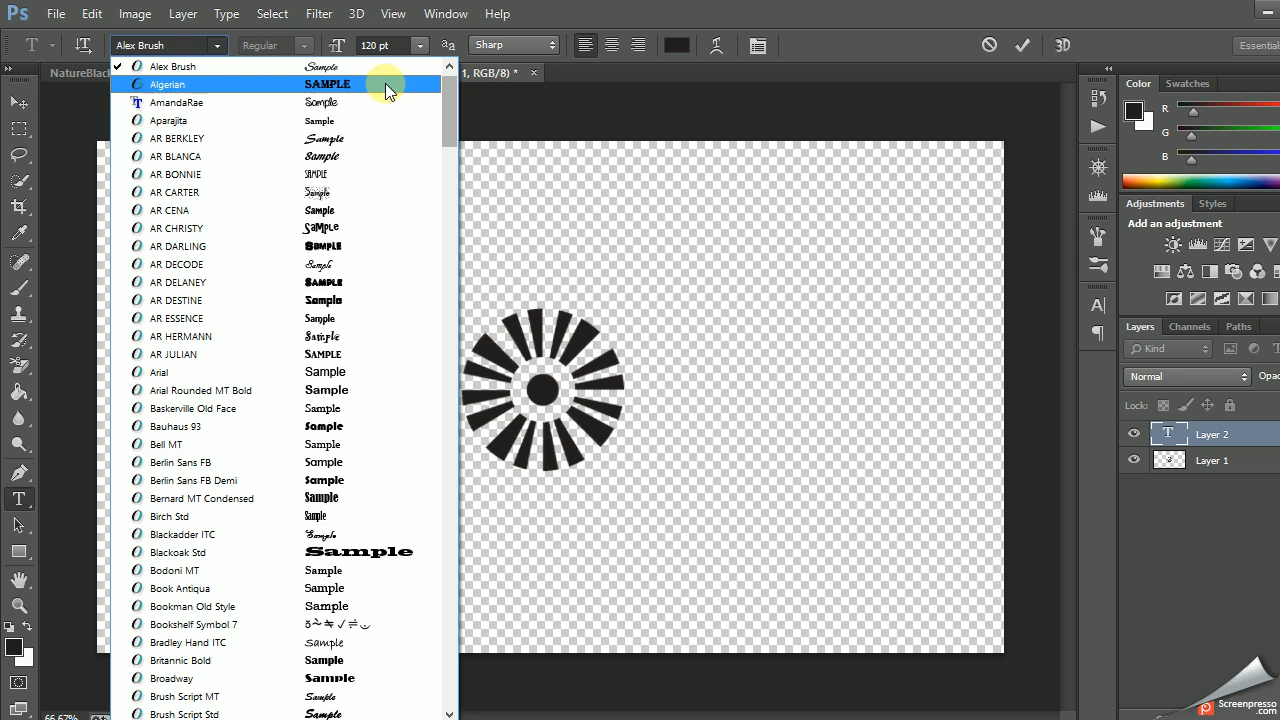 Ps File Edit Image Layer Type Select Filter 3D View Window Help
T Alex Brush Regular 120 pt Sharp 3D Essential
NatureBlac 1, RGB/8) * ×
Alex Brush Sample
Algerian SAMPLE
AmandaRae Sample
Aparajita Sample
AR BERKLEY Sample
AR BLANCA Sample
AR BONNIE SAMPLE
AR CARTER Sample
AR CENA Sample
AR CHRISTY SaMPLe
AR DARLING SAMPLE
AR DECODE Sample
AR DELANEY SAMPLE
AR DESTINE Sample
AR ESSENCE Sample
AR HERMANN Sample
AR JULIAN SAMPLE
Arial Sample
Arial Rounded MT Bold Sample
Baskerville Old Face Sample
Bauhaus 93 Sample
Bell MT Sample
Berlin Sans FB Sample
Berlin Sans FB Demi Sample
Bernard MT Condensed Sample
Birch Std Sample
Blackadder ITC Sample
Blackoak Std Sample
Bodoni MT Sample
Book Antiqua Sample
Bookman Old Style Sample
Bookshelf Symbol 7
Bradley Hand ITC Sample
Britannic Bold Sample
Broadway Sample
Brush Script MT Sample
Brush Script Std Sample
66.67%
Color Swatches
R
G
B
Adjustments Styles
Add an adjustment
Layers Channels Paths
Kind
Normal Opac
Lock:
T Layer 2
Layer 1
Screenpresso
.com